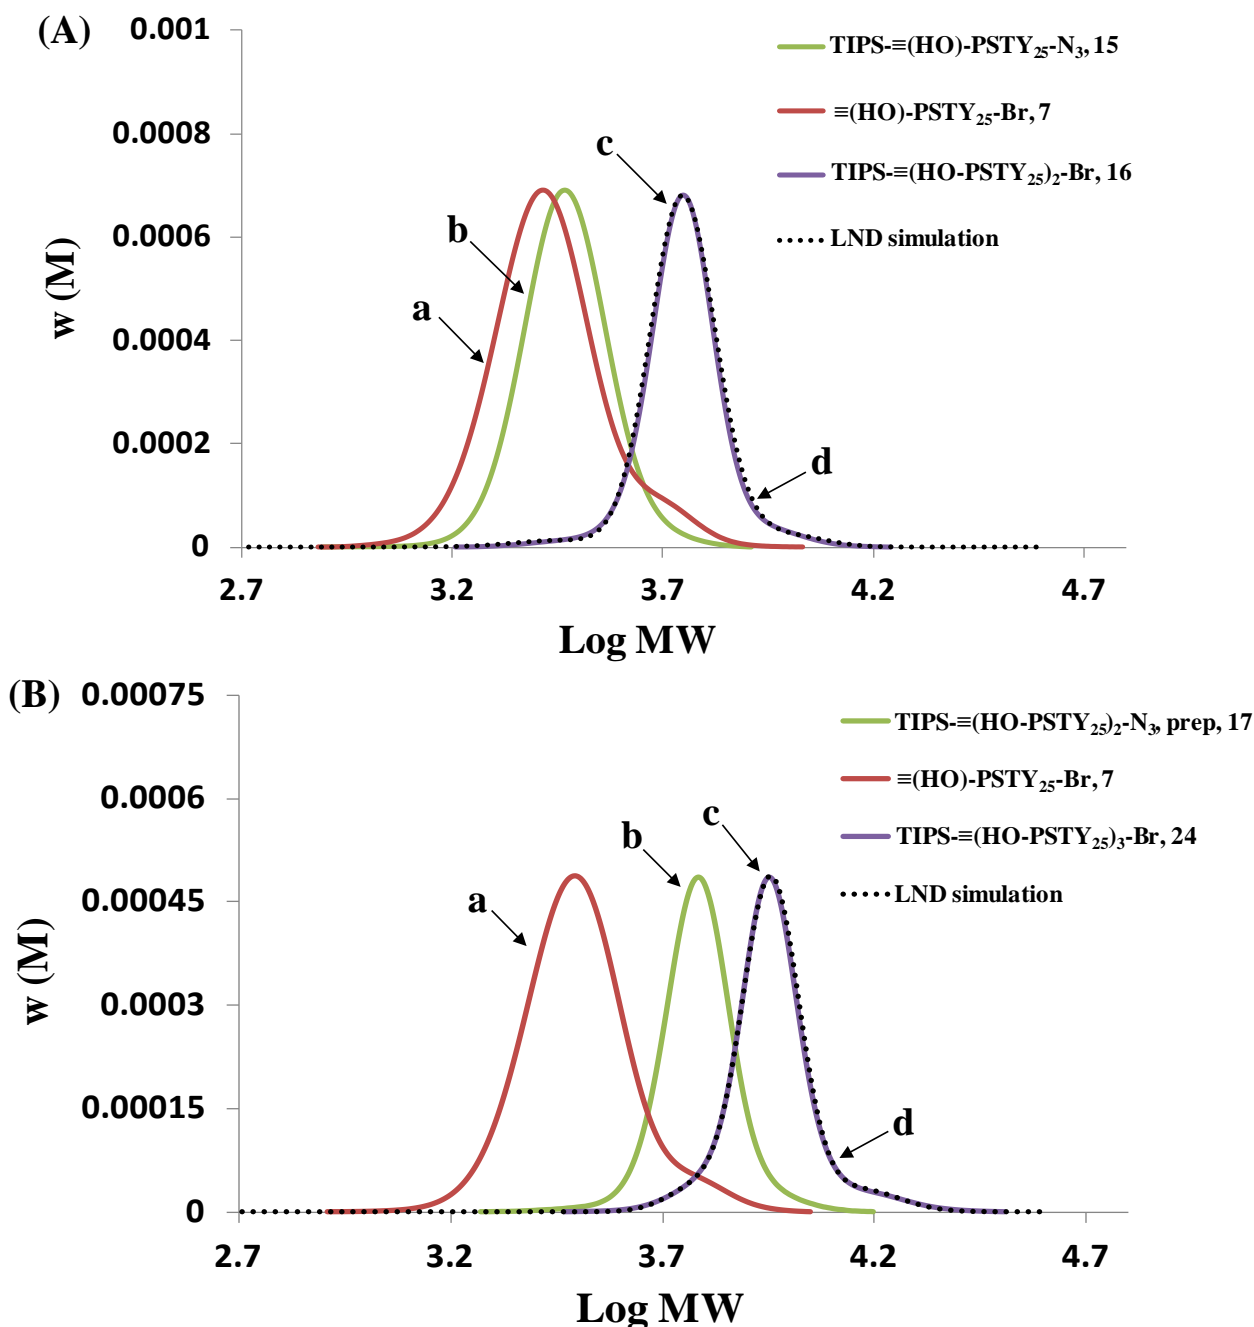 (A)
0.001
0.0008
0.0006
0.0004
0.0002
0
w (M)
2.7 3.2 3.7 4.2 4.7
Log MW
a
b
c
d
TIPS-≡(HO)-PSTY₂₅-N₃, 15
≡(HO)-PSTY₂₅-Br, 7
TIPS-≡(HO-PSTY₂₅)₂-Br, 16
LND simulation
(B)
0.00075
0.0006
0.00045
0.0003
0.00015
0
w (M)
2.7 3.2 3.7 4.2 4.7
Log MW
a
b
c
d
TIPS-≡(HO-PSTY₂₅)₂-N₃, prep, 17
≡(HO)-PSTY₂₅-Br, 7
TIPS-≡(HO-PSTY₂₅)₃-Br, 24
LND simulation